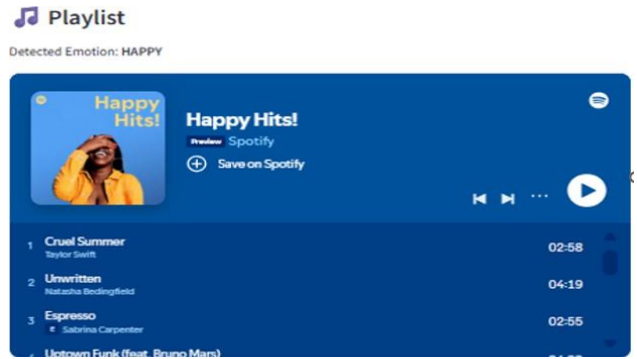 Playlist
Detected Emotion: HAPPY
Happy
Hits!
Happy Hits!
Preview Spotify
Save on Spotify
1 Cruel Summer 02:58
Taylor Swift
2 Unwritten 04:19
Natasha Bedingfield
3 Espresso 02:55
E Sabrina Carpenter
Uptown Funk (feat. Bruno Mars)